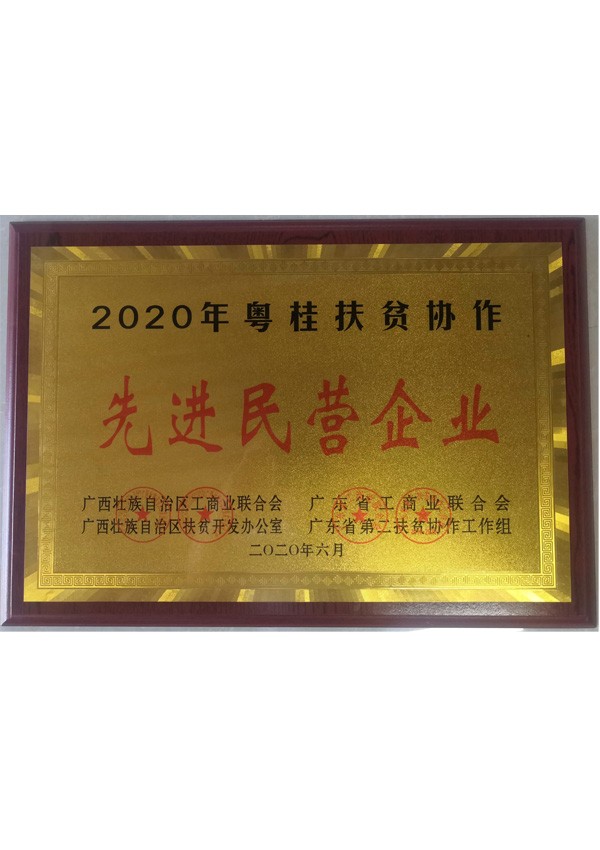 2020年粤桂扶贫协作
先进民营企业
广西壮族自治区工商业联合会 广东省工商业联合会
广西壮族自治区扶贫开发办公室 广东省第二扶贫协作工作组
二〇二〇年六月